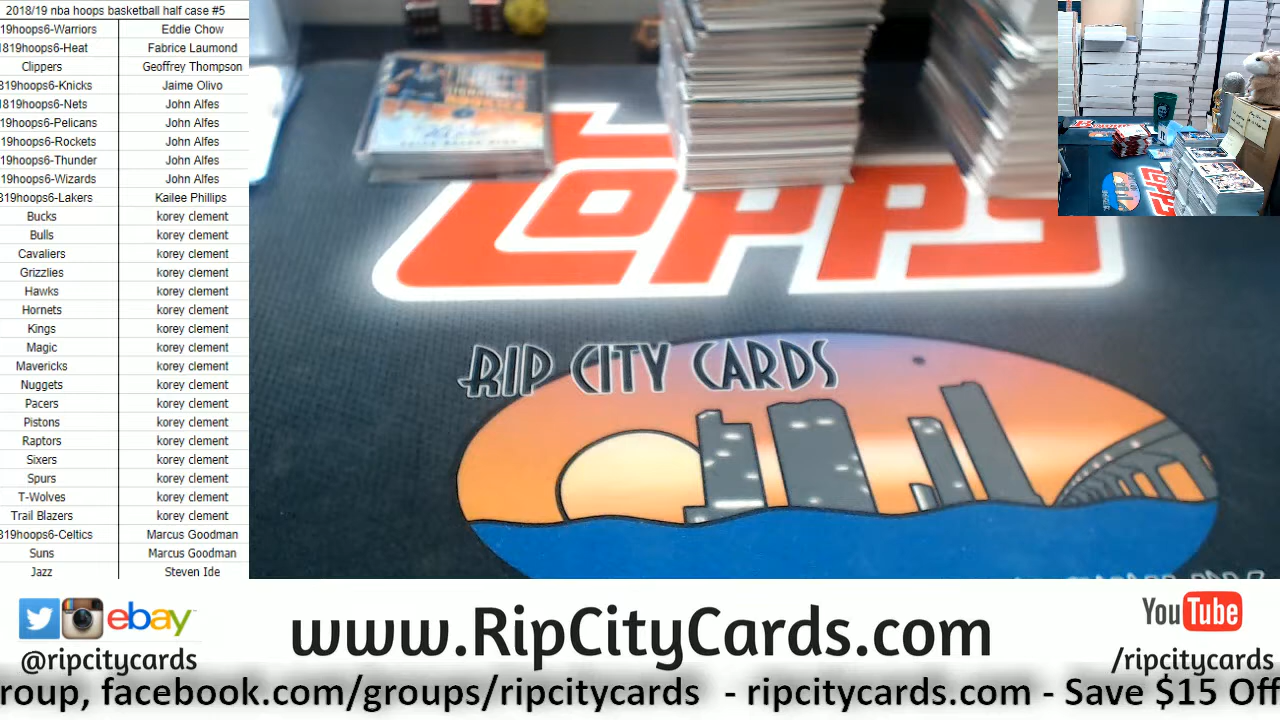 2018/19 nba hoops basketball half case #5
19hoops6-Warriors Eddie Chow
1819hoops6-Heat Fabrice Laumond
Clippers Geoffrey Thompson
819hoops6-Knicks Jaime Olivo
1819hoops6-Nets John Alfes
819hoops6-Pelicans John Alfes
819hoops6-Rockets John Alfes
819hoops6-Thunder John Alfes
819hoops6-Wizards John Alfes
819hoops6-Lakers Kailee Phillips
Bucks korey clement
Bulls korey clement
Cavaliers korey clement
Grizzlies korey clement
Hawks korey clement
Hornets korey clement
Kings korey clement
Magic korey clement
Mavericks korey clement
Nuggets korey clement
Pacers korey clement
Pistons korey clement
Raptors korey clement
Sixers korey clement
Spurs korey clement
T-Wolves korey clement
Trail Blazers korey clement
819hoops6-Celtics Marcus Goodman
Suns Marcus Goodman
Jazz Steven Ide
Topps
RIP CITY CARDS
ebay
@ripcitycards
www.RipCityCards.com
YouTube
/ripcitycards
roup, facebook.com/groups/ripcitycards - ripcitycards.com - Save $15 Off